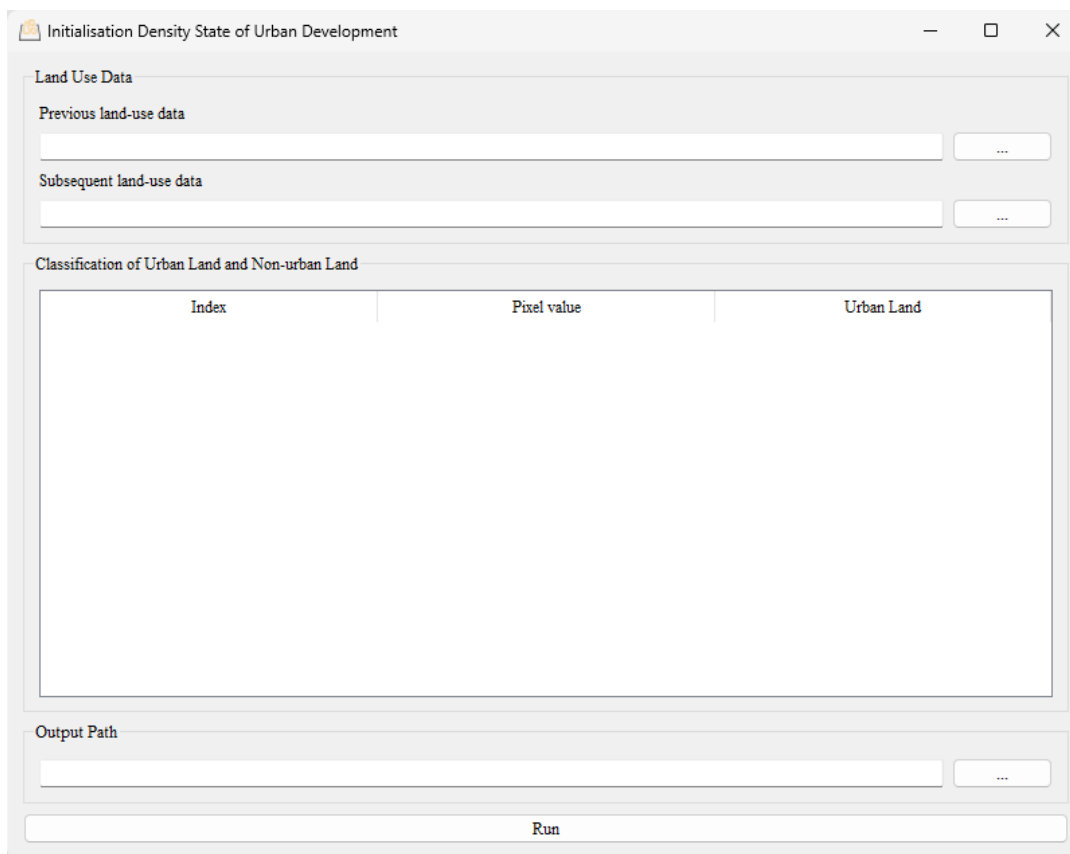 Initialisation Density State of Urban Development
Land Use Data
Previous land-use data
...
Subsequent land-use data
...
Classification of Urban Land and Non-urban Land
Index Pixel value Urban Land
Output Path
...
Run